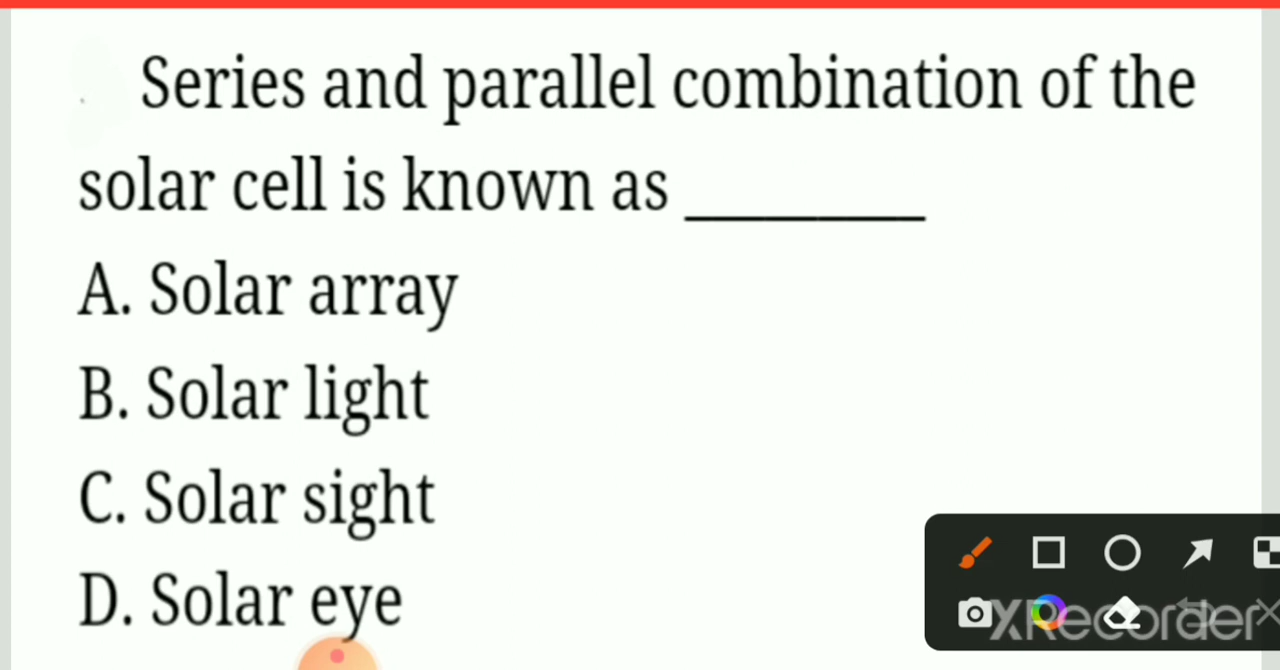 Series and parallel combination of the
solar cell is known as __________
A. Solar array
B. Solar light
C. Solar sight
D. Solar eye
XRecorder